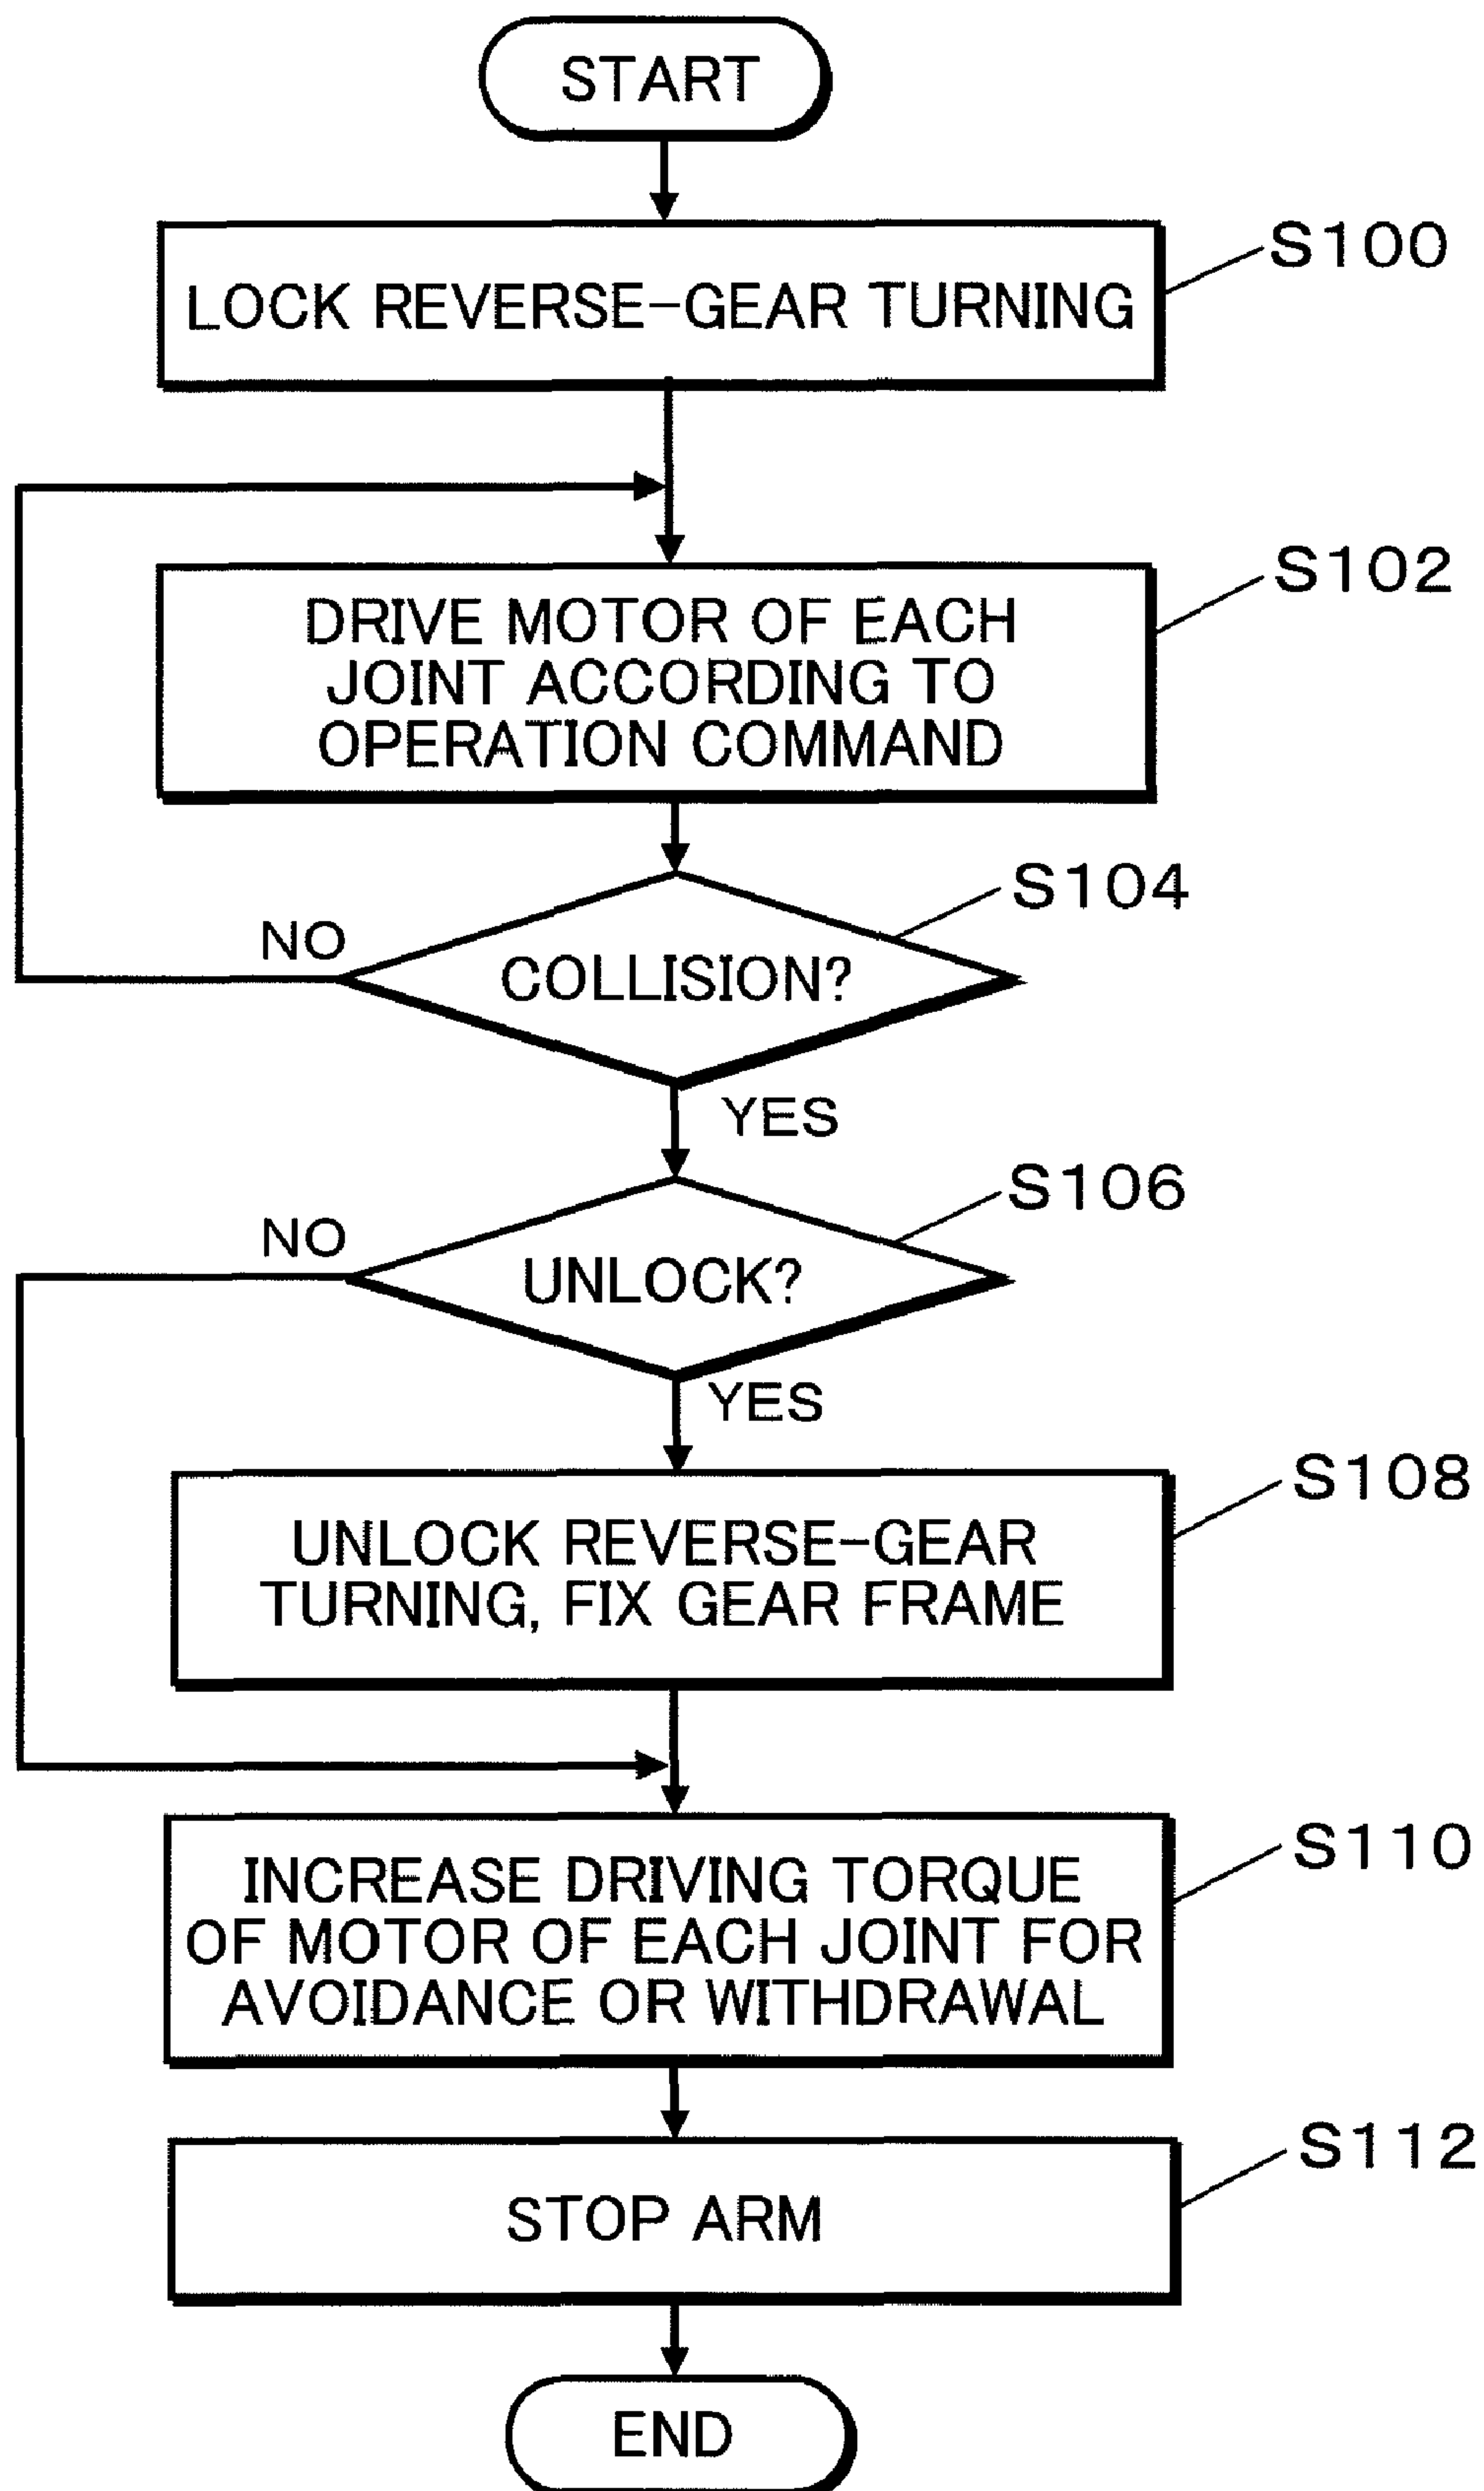 START
S100
LOCK REVERSE-GEAR TURNING
S102
DRIVE MOTOR OF EACH
JOINT ACCORDING TO
OPERATION COMMAND
S104
NO
COLLISION?
YES
S106
NO
UNLOCK?
YES
S108
UNLOCK REVERSE-GEAR
TURNING, FIX GEAR FRAME
S110
INCREASE DRIVING TORQUE
OF MOTOR OF EACH JOINT FOR
AVOIDANCE OR WITHDRAWAL
S112
STOP ARM
END